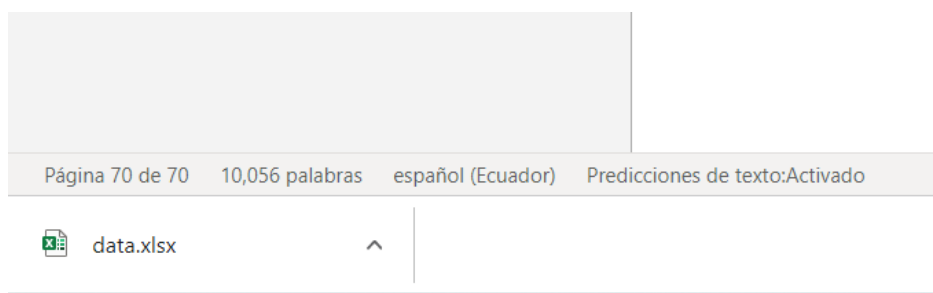 Página 70 de 70 10,056 palabras español (Ecuador) Predicciones de texto:Activado
data.xlsx